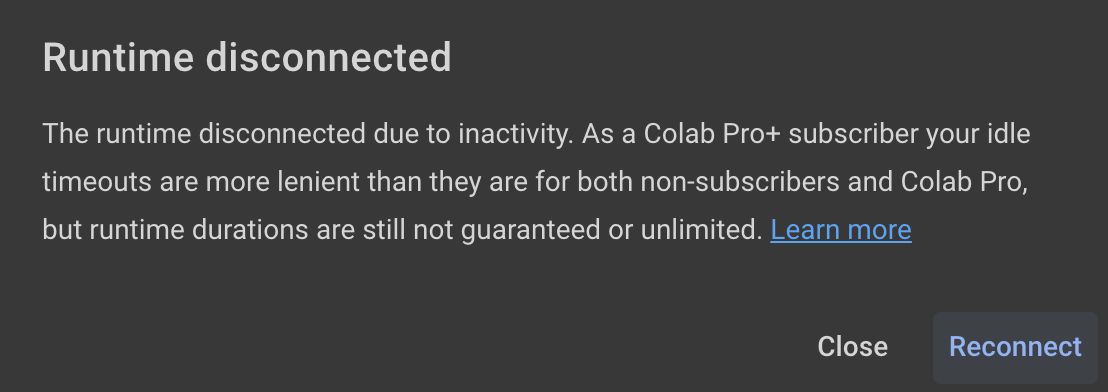 Runtime disconnected
The runtime disconnected due to inactivity. As a Colab Pro+ subscriber your idle
timeouts are more lenient than they are for both non-subscribers and Colab Pro,
but runtime durations are still not guaranteed or unlimited. Learn more
Close Reconnect